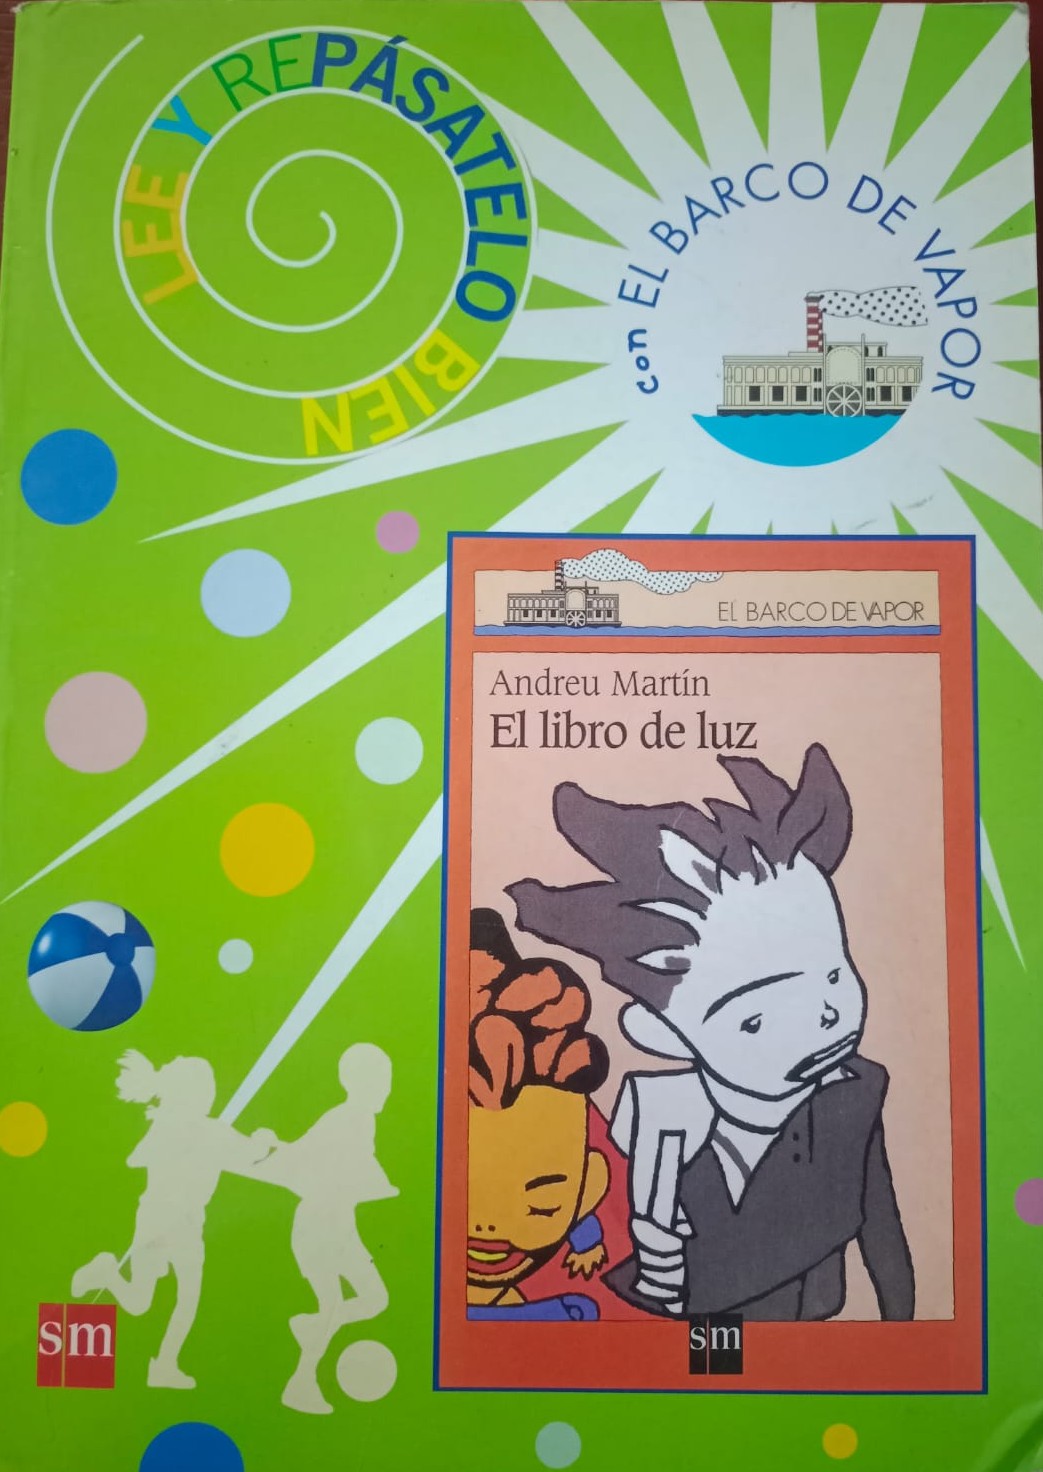 LEE Y REPÁSATELO BIEN
con EL BARCO DE VAPOR
EL BARCO DE VAPOR
Andreu Martín
El libro de luz
sm
sm